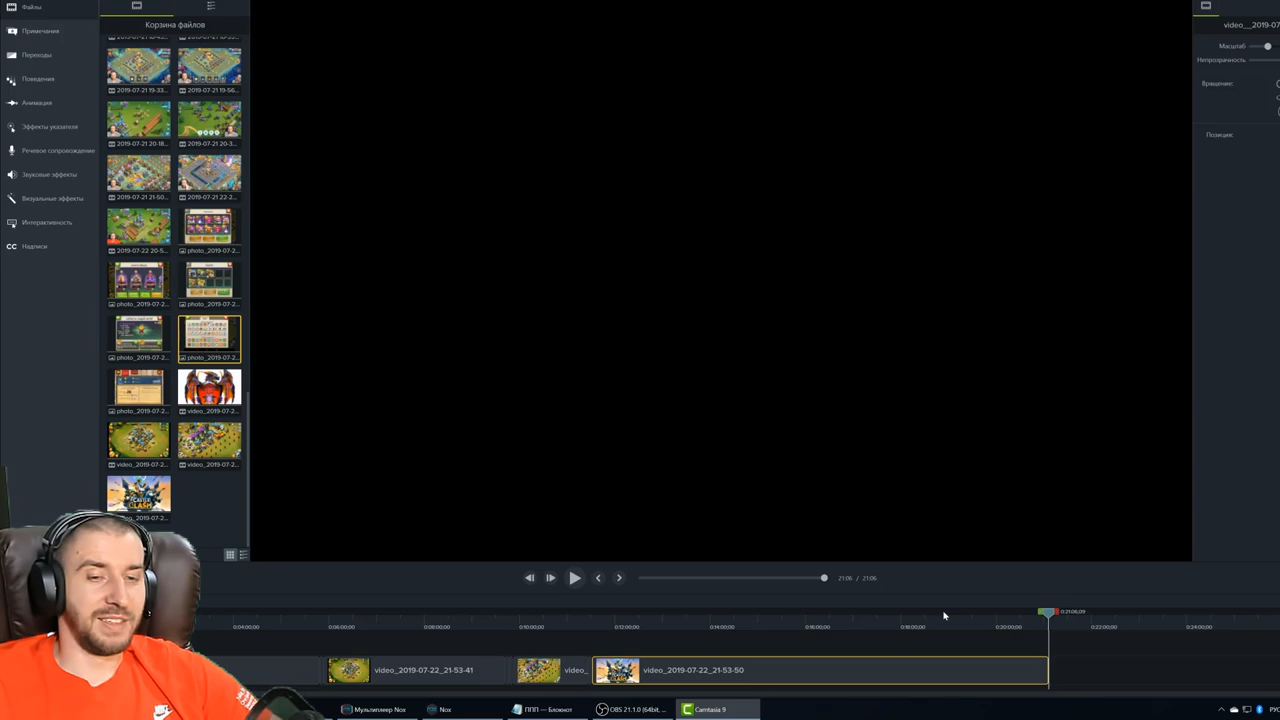 Файлы
Примечания
Переходы
Поведения
Анимация
Эффекты указателя
Речевое сопровождение
Звуковые эффекты
Визуальные эффекты
Интерактивность
Надписи
Корзина файлов
2019-07-21 19-33... 2019-07-21 19-56...
2019-07-21 20-18... 2019-07-21 20-3...
2019-07-21 21-50... 2019-07-21 22-2...
2019-07-22 20-5... photo_2019-07-2...
photo_2019-07-2... photo_2019-07-2...
photo_2019-07-2... photo_2019-07-2...
photo_2019-07-2... video_2019-07-2...
video_2019-07-2... video_2019-07-2...
CASTLE CLASH
video__2019-07
Масштаб
Непрозрачность
Вращение:
Позиция:
21:06 / 21:06
0:21:06;09
0:04:00;00 0:06:00;00 0:08:00;00 0:10:00;00 0:12:00;00 0:14:00;00 0:16:00;00 0:18:00;00 0:20:00;00 0:22:00;00 0:24:00;00
video_2019-07-22_21-53-41 video_ video_2019-07-22_21-53-50
Мультиплеер Nox Nox ППП — Блокнот OBS 21.1.0 (64bit, ... Camtasia 9 РУС